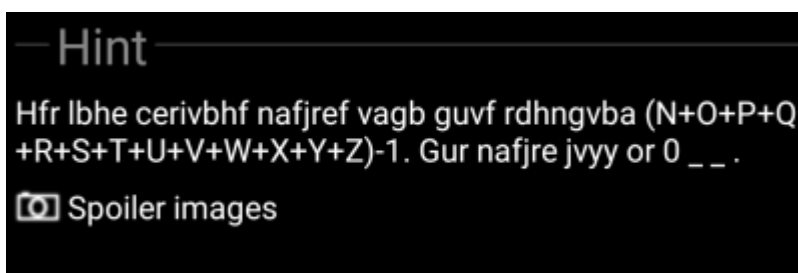 Hint
Hfr lbhe cerivbhf nafjref vagb guvf rdhngvba (N+O+P+Q
+R+S+T+U+V+W+X+Y+Z)-1. Gur nafjre jvyy or 0 _ _ .
Spoiler images